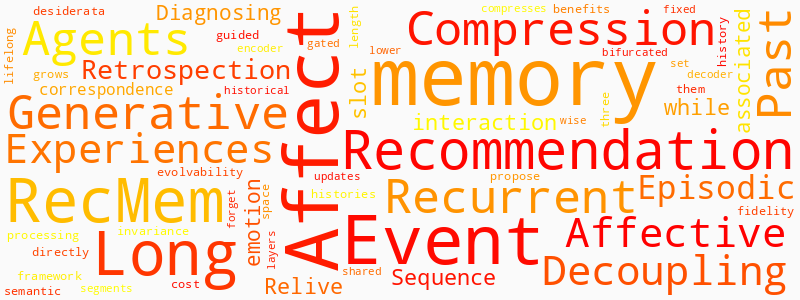 desiderata
Diagnosing
Agents
guided
encoder
lifelong
grows
Retrospection
correspondence
historical
Generative
Experiences
evolvability
RecMem
forget
emotion
space
layers
processing
invariance
directly
Long
framework
semantic
segments
cost
Relive
Affect
gated
length
slot
lower
Compression
compresses
benefits
fixed
bifurcated
history
set
decoder
them
memory
three
wise
while
associated
Past
interaction
Recommendation
updates
histories
propose
Recurrent
Episodic
fidelity
Event
Affective
shared
Sequence
Decoupling